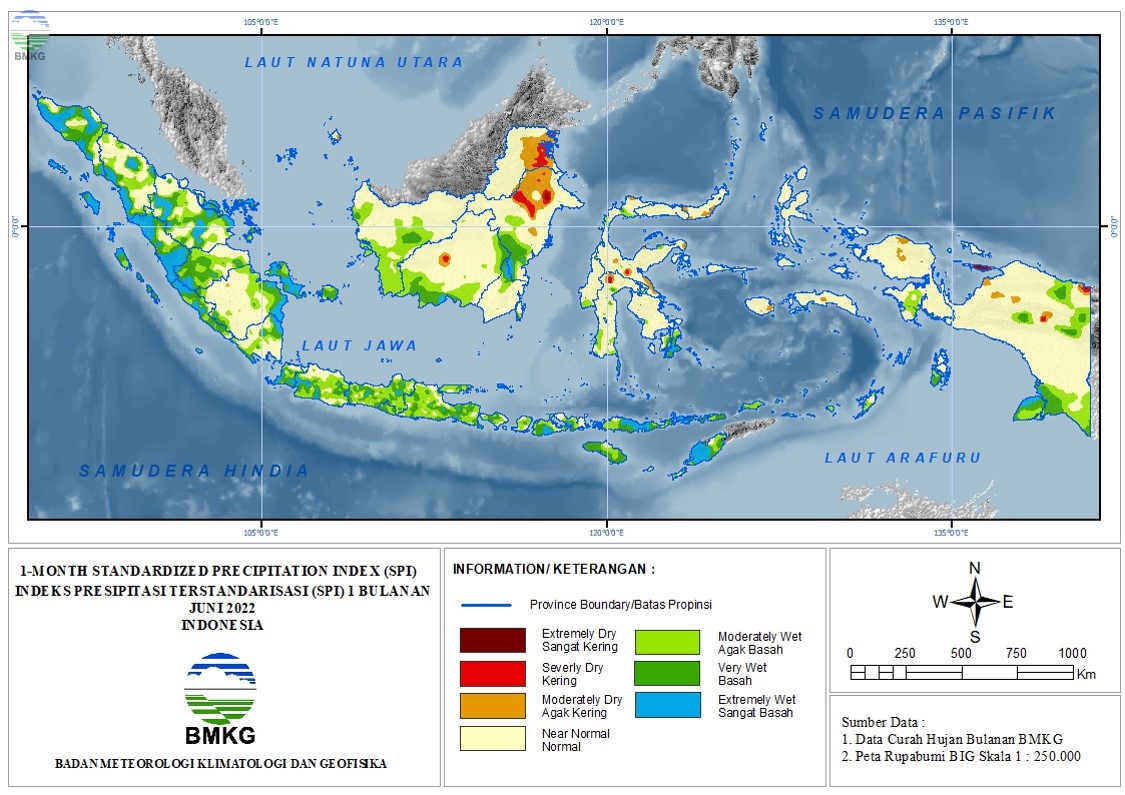 BMKG
105°0'0"E
120°0'0"E
135°0'0"E
LAUT NATUNA UTARA
SAMUDERA PASIFIK
0°0'0"
0°0'0"
LAUT JAWA
SAMUDERA HINDIA
LAUT ARAFURU
105°0'0"E
120°0'0"E
135°0'0"E
1-MONTH STANDARDIZED PRECIPITATION INDEX (SPI)
INDEKS PRESIPITASI TERSTANDARISASI (SPI) 1 BULANAN
JUNI 2022
INDONESIA
BMKG
BADAN METEOROLOGI KLIMATOLOGI DAN GEOFISIKA
INFORMATION/ KETERANGAN :
Province Boundary/Batas Propinsi
Extremely Dry
Sangat Kering
Severly Dry
Kering
Moderately Dry
Agak Kering
Near Normal
Normal
Moderately Wet
Agak Basah
Very Wet
Basah
Extremely Wet
Sangat Basah
N
W E
S
0 250 500 750 1000
Km
Sumber Data :
1. Data Curah Hujan Bulanan BMKG
2. Peta Rupabumi BIG Skala 1 : 250.000